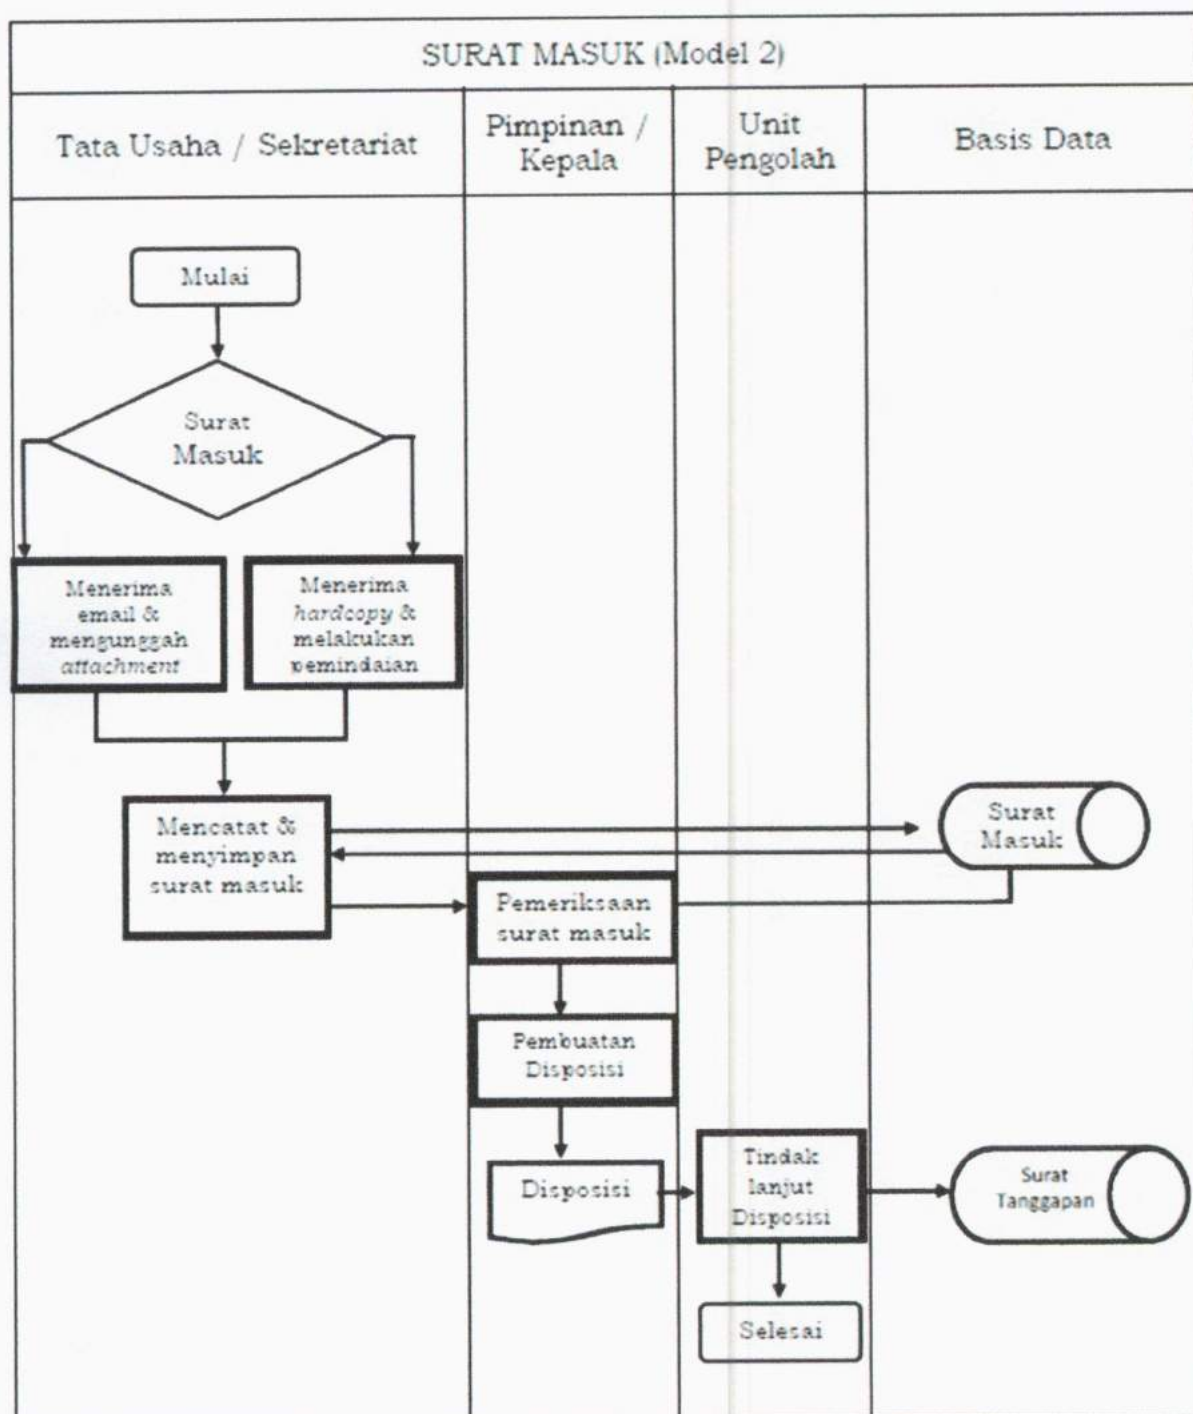 SURAT MASUK (Model 2)
Tata Usaha / Sekretariat
Pimpinan /
Kepala
Unit
Pengolah
Basis Data
Mulai
Surat
Masuk
Menerima
email &
mengunggah
attachment
Menerima
hardcopy &
melakukan
pemindaian
Mencatat &
menyimpan
surat masuk
Surat
Masuk
Pemeriksaan
surat masuk
Pembuatan
Disposisi
Disposisi
Tindak
lanjut
Disposisi
Surat
Tanggapan
Selesai